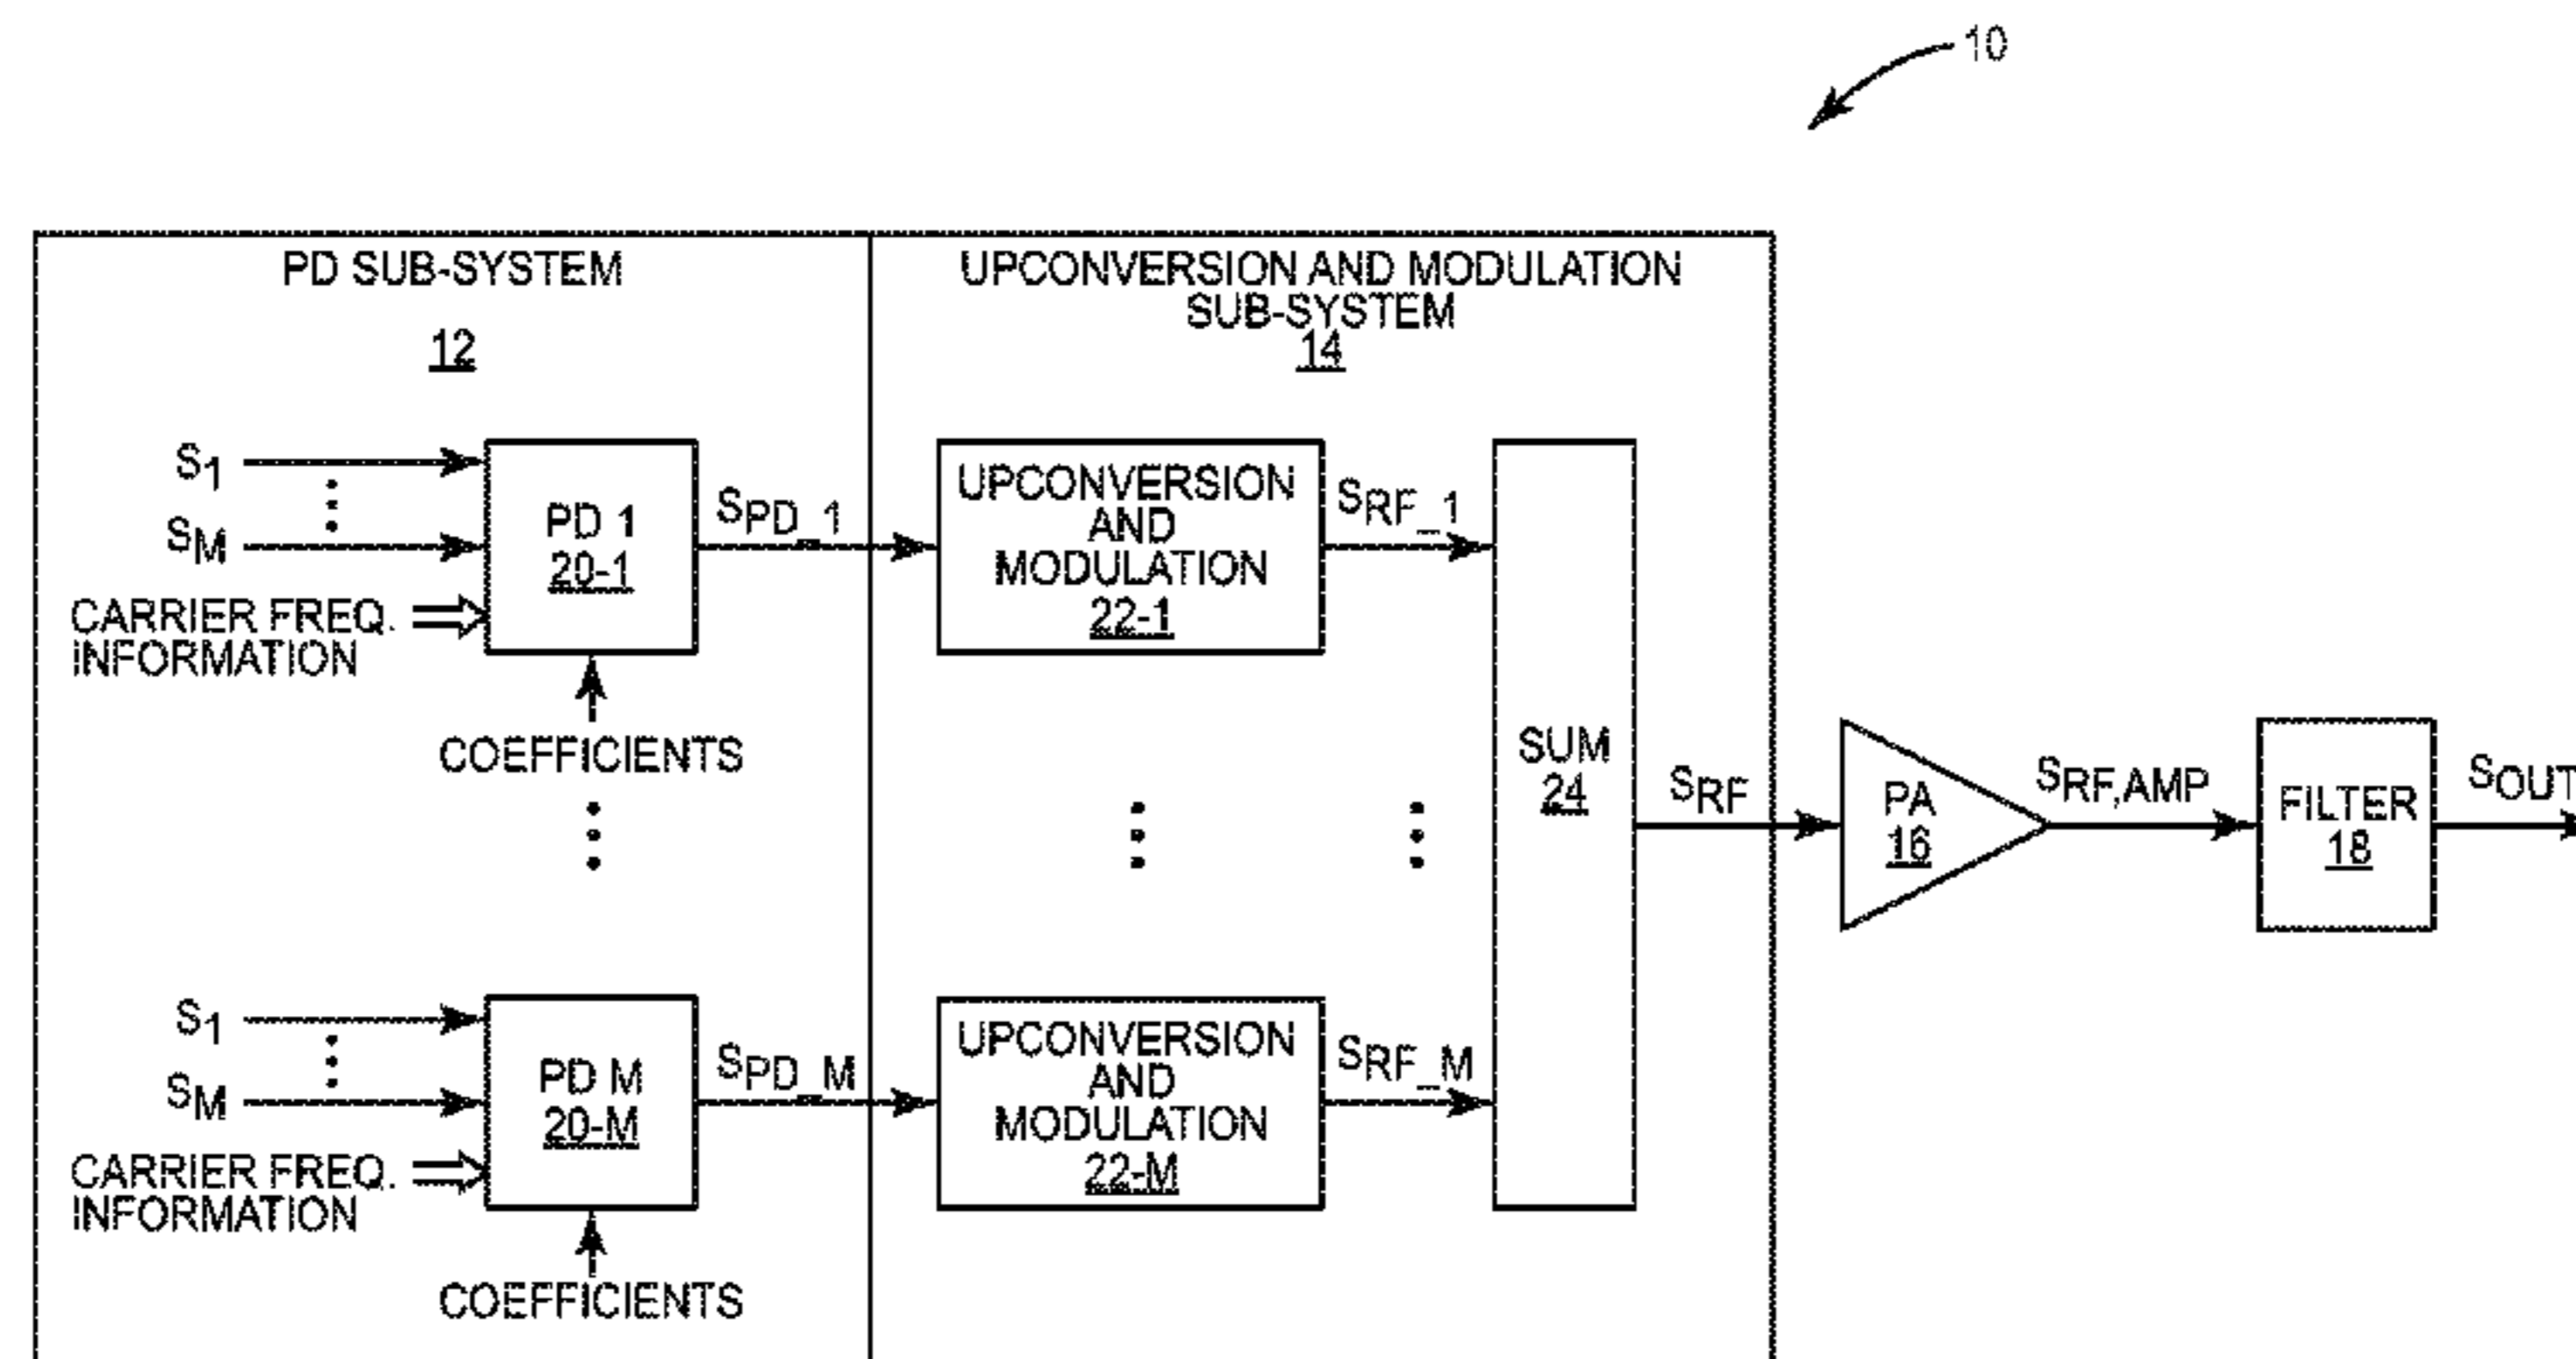 10
PD SUB-SYSTEM
12
UPCONVERSION AND MODULATION
SUB-SYSTEM
14
S1
SM
CARRIER FREQ.
INFORMATION
PD 1
20-1
COEFFICIENTS
SPD_1
UPCONVERSION
AND
MODULATION
22-1
SRF_1
SUM
24
SRF
PA
16
SRF,AMP
FILTER
18
SOUT
S1
SM
CARRIER FREQ.
INFORMATION
PD M
20-M
COEFFICIENTS
SPD_M
UPCONVERSION
AND
MODULATION
22-M
SRF_M